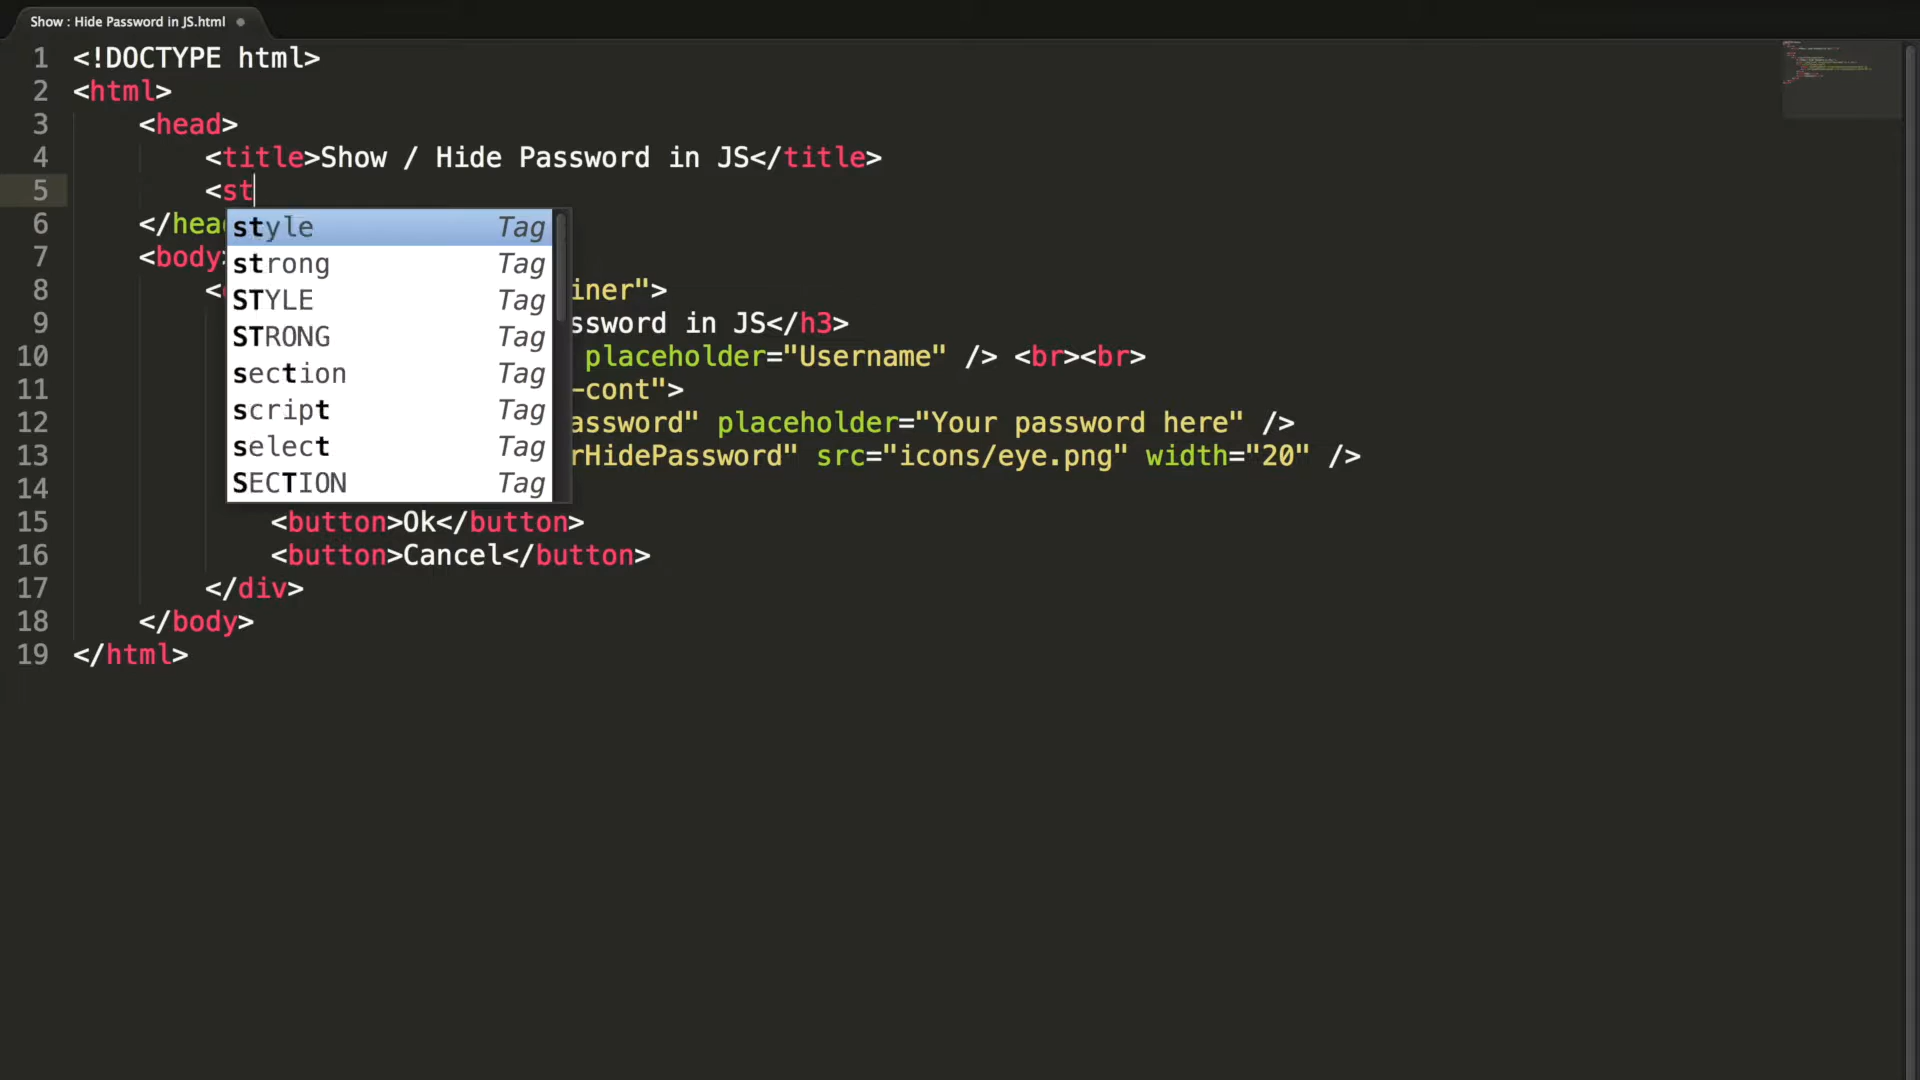 Show : Hide Password in JS.html
1 <!DOCTYPE html>
2 <html>
3 <head>
4 <title>Show / Hide Password in JS</title>
5 <st
6 </hea
style Tag
strong Tag
STYLE Tag
STRONG Tag
section Tag
script Tag
select Tag
SECTION Tag
7 <body
8 < iner">
9 ssword in JS</h3>
10 placeholder="Username" /> <br><br>
11 -cont">
12 assword" placeholder="Your password here" />
13 rHidePassword" src="icons/eye.png" width="20" />
14
15 <button>Ok</button>
16 <button>Cancel</button>
17 </div>
18 </body>
19 </html>